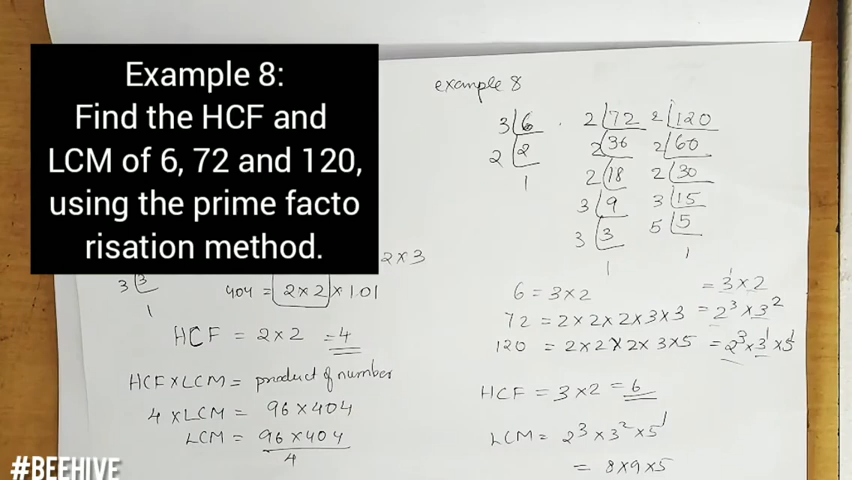 Example 8:
Find the HCF and
LCM of 6, 72 and 120,
using the prime facto
risation method.
2×3
3 3
1
404 = 2×2×101
HCF = 2×2 = 4
HCF×LCM = product of number
4 ×LCM = 96×404
LCM = 96×404
4
#BEEHIVE
example 8
3 6
2 2
1
2 72
2 36
2 18
3 9
3 3
1
2 120
2 60
2 30
3 15
5 5
1
6 = 3×2 = 3¹×2
72 = 2×2×2×3×3 = 2³×3²
120 = 2×2×2×3×5 = 2³×3¹×5¹
HCF = 3×2 = 6
LCM = 2³×3²×5¹
= 8×9×5